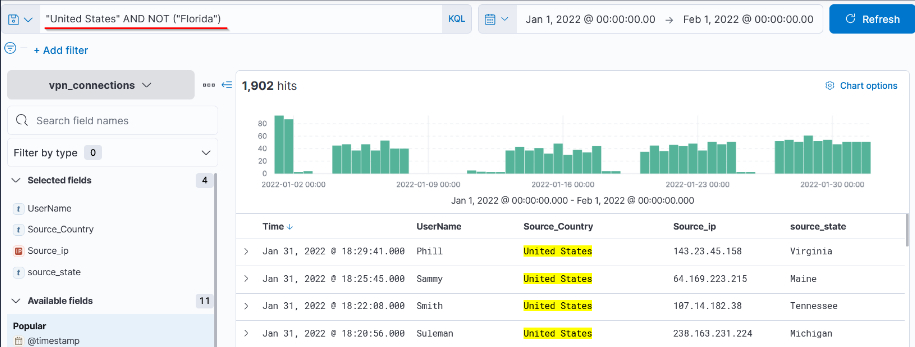 "United States" AND NOT ("Florida") KQL Jan 1, 2022 @ 00:00:00.00 → Feb 1, 2022 @ 00:00:00.00 Refresh
+ Add filter
vpn_connections
1,902 hits Chart options
Search field names
Filter by type 0
Selected fields 4
UserName
Source_Country
Source_ip
source_state
Available fields 11
Popular
@timestamp
80
60
40
20
0
2022-01-02 00:00 2022-01-09 00:00 2022-01-16 00:00 2022-01-23 00:00 2022-01-30 00:00
Jan 1, 2022 @ 00:00:00.000 - Feb 1, 2022 @ 00:00:00.000
Time ↓ UserName Source_Country Source_ip source_state
Jan 31, 2022 @ 18:29:41.000 Phill United States 143.23.45.158 Virginia
Jan 31, 2022 @ 18:25:45.000 Sammy United States 64.169.223.215 Maine
Jan 31, 2022 @ 18:22:08.000 Smith United States 107.14.182.38 Tennessee
Jan 31, 2022 @ 18:20:56.000 Suleman United States 238.163.231.224 Michigan